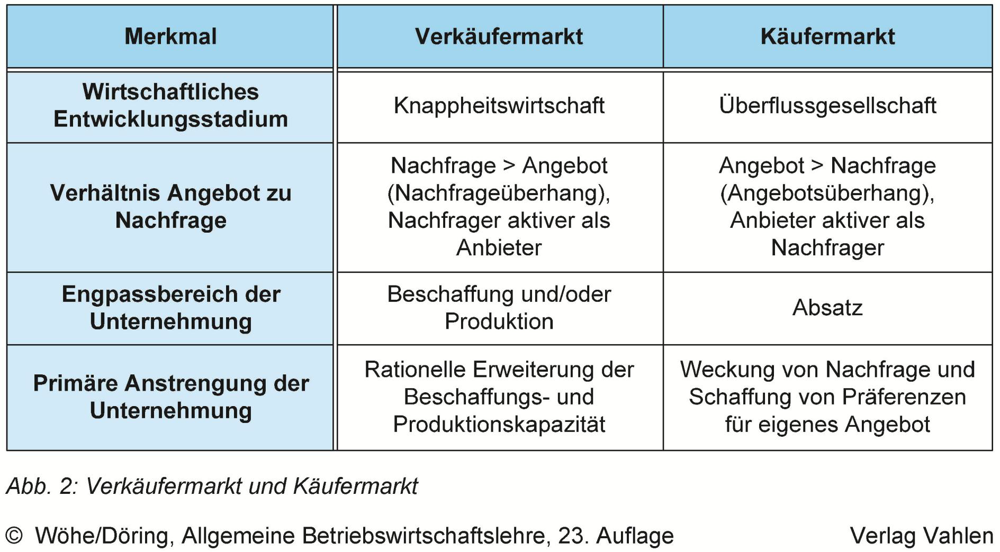 Merkmal
Verkäufermarkt
Käufermarkt
Wirtschaftliches
Entwicklungsstadium
Knappheitswirtschaft
Überflussgesellschaft
Verhältnis Angebot zu
Nachfrage
Nachfrage > Angebot
(Nachfrageüberhang),
Nachfrager aktiver als
Anbieter
Angebot > Nachfrage
(Angebotsüberhang),
Anbieter aktiver als
Nachfrager
Engpassbereich der
Unternehmung
Beschaffung und/oder
Produktion
Absatz
Primäre Anstrengung der
Unternehmung
Rationelle Erweiterung der
Beschaffungs- und
Produktionskapazität
Weckung von Nachfrage und
Schaffung von Präferenzen
für eigenes Angebot
Abb. 2: Verkäufermarkt und Käufermarkt
© Wöhe/Döring, Allgemeine Betriebswirtschaftslehre, 23. Auflage
Verlag Vahlen